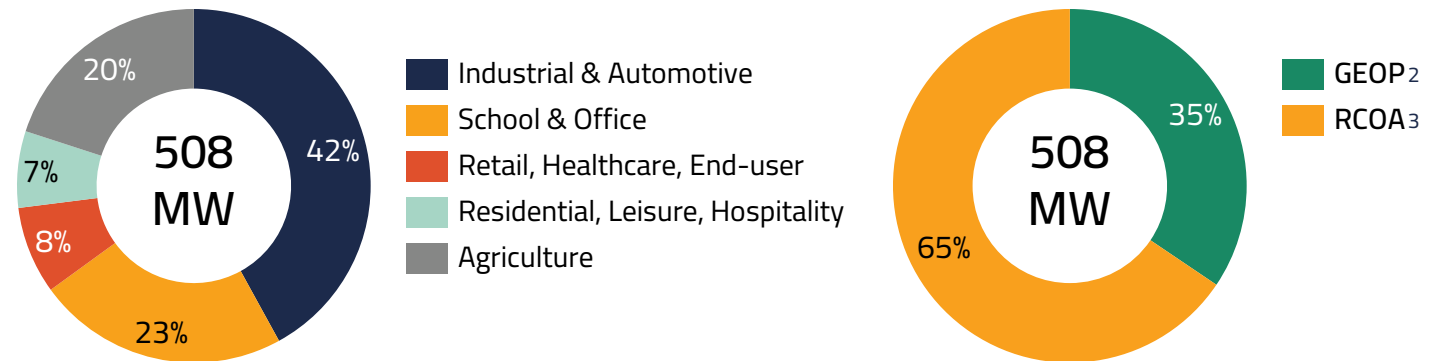 20%
42%
7%
8%
23%
508
MW
Industrial & Automotive
School & Office
Retail, Healthcare, End-user
Residential, Leisure, Hospitality
Agriculture
35%
65%
508
MW
GEOP2
RCOA3